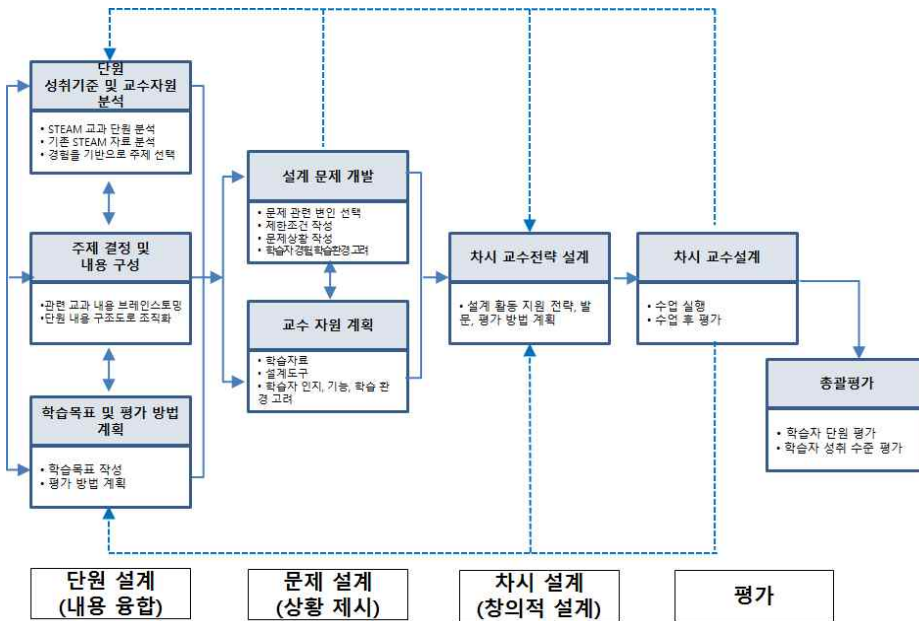 단원
성취기준 및 교수자원
분석
• STEAM 교과 단원 분석
• 기존 STEAM 자료 분석
• 경험을 기반으로 주제 선택
주제 결정 및
내용 구성
•관련 교과 내용 브레인스토밍
•단원 내용 구조도로 조직화
학습목표 및 평가 방법
계획
• 학습목표 작성
• 평가 방법 계획
설계 문제 개발
• 문제 관련 변인 선택
• 제한조건 작성
• 문제상황 작성
• 학습자 경험 학습환경 고려
교수 자원 계획
• 학습자료
• 설계도구
• 학습자 인지, 기능, 학습 환
경 고려
차시 교수전략 설계
• 설계 활동 지원 전략, 발
문, 평가 방법 계획
차시 교수설계
• 수업 실행
• 수업 후 평가
총괄평가
• 학습자 단원 평가
• 학습자 성취 수준 평가
단원 설계
(내용 융합)
문제 설계
(상황 제시)
차시 설계
(창의적 설계)
평가